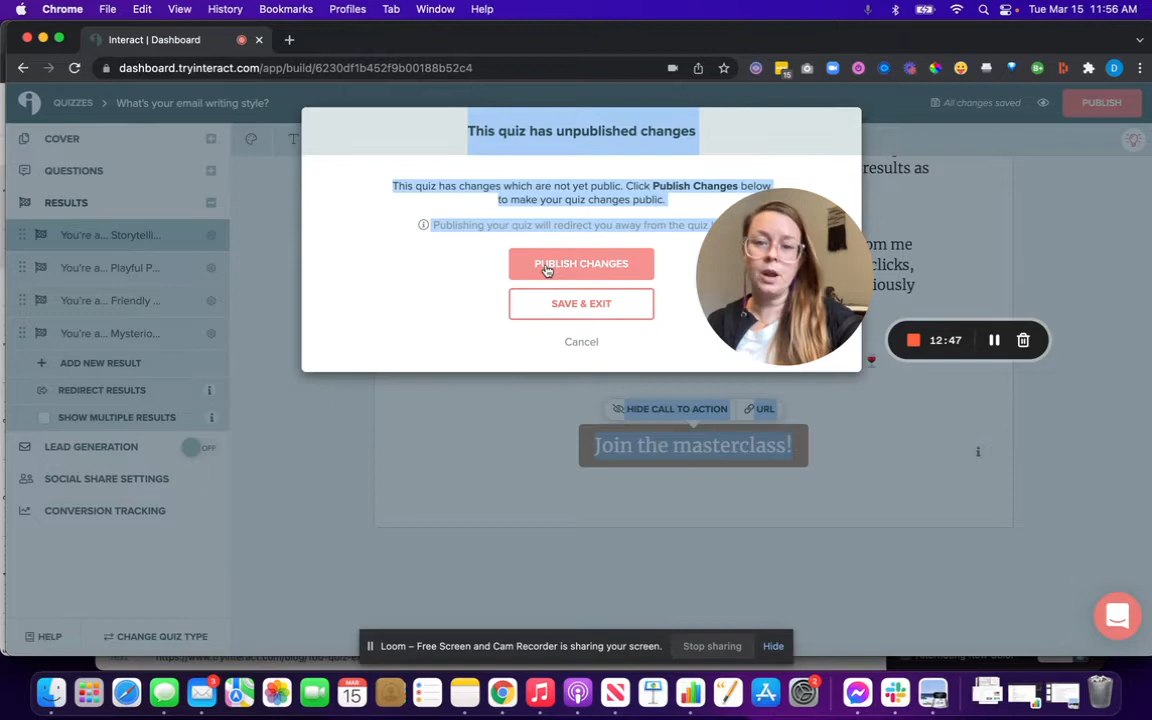 Chrome File Edit View History Bookmarks Profiles Tab Window Help Tue Mar 15 11:56 AM
Interact | Dashboard
dashboard.tryinteract.com/app/build/6230df1b452f9b00188b52c4
15
D
QUIZZES > What's your email writing style? All changes saved PUBLISH
COVER
QUESTIONS
RESULTS
You're a... Storytelli...
You're a... Playful P...
You're a... Friendly ...
You're a... Mysterio...
ADD NEW RESULT
REDIRECT RESULTS
SHOW MULTIPLE RESULTS
LEAD GENERATION OFF
SOCIAL SHARE SETTINGS
CONVERSION TRACKING
HELP CHANGE QUIZ TYPE
This quiz has unpublished changes
This quiz has changes which are not yet public. Click Publish Changes below
to make your quiz changes public.
Publishing your quiz will redirect you away from the quiz
PUBLISH CHANGES
SAVE & EXIT
Cancel
results as
om me
clicks,
iously
12:47
HIDE CALL TO ACTION URL
Join the masterclass!
Loom – Free Screen and Cam Recorder is sharing your screen. Stop sharing Hide
MAR
15
3
2